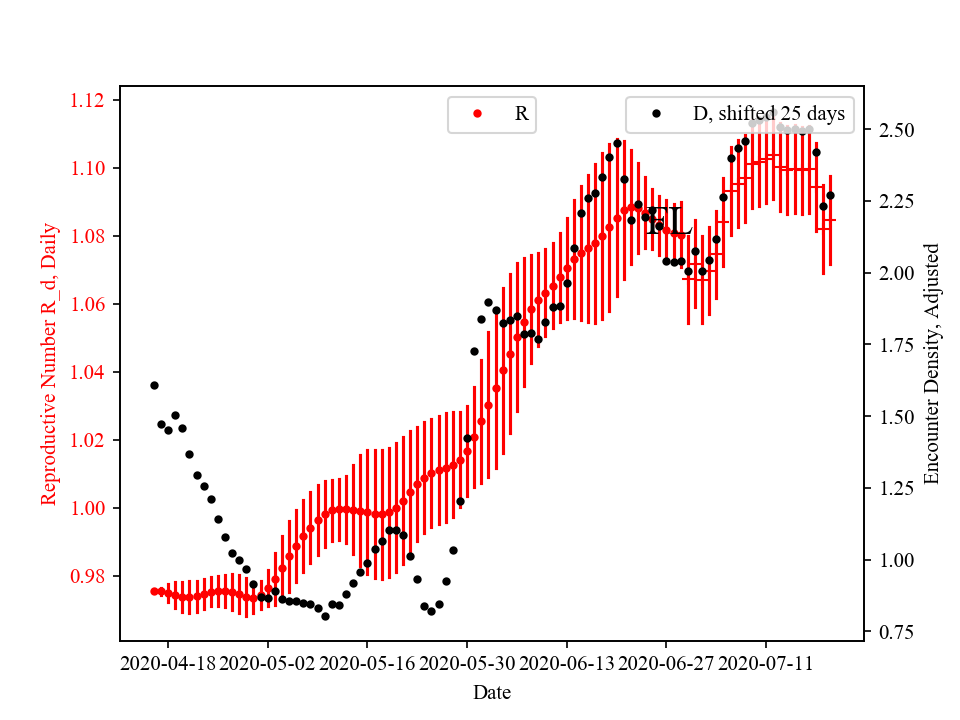 R
D, shifted 25 days
1.12
1.10
1.08
1.06
1.04
1.02
1.00
0.98
Reproductive Number R_d, Daily
FL
2.50
2.25
2.00
1.75
1.50
1.25
1.00
0.75
Encounter Density, Adjusted
2020-04-18 2020-05-02 2020-05-16 2020-05-30 2020-06-13 2020-06-27 2020-07-11
Date